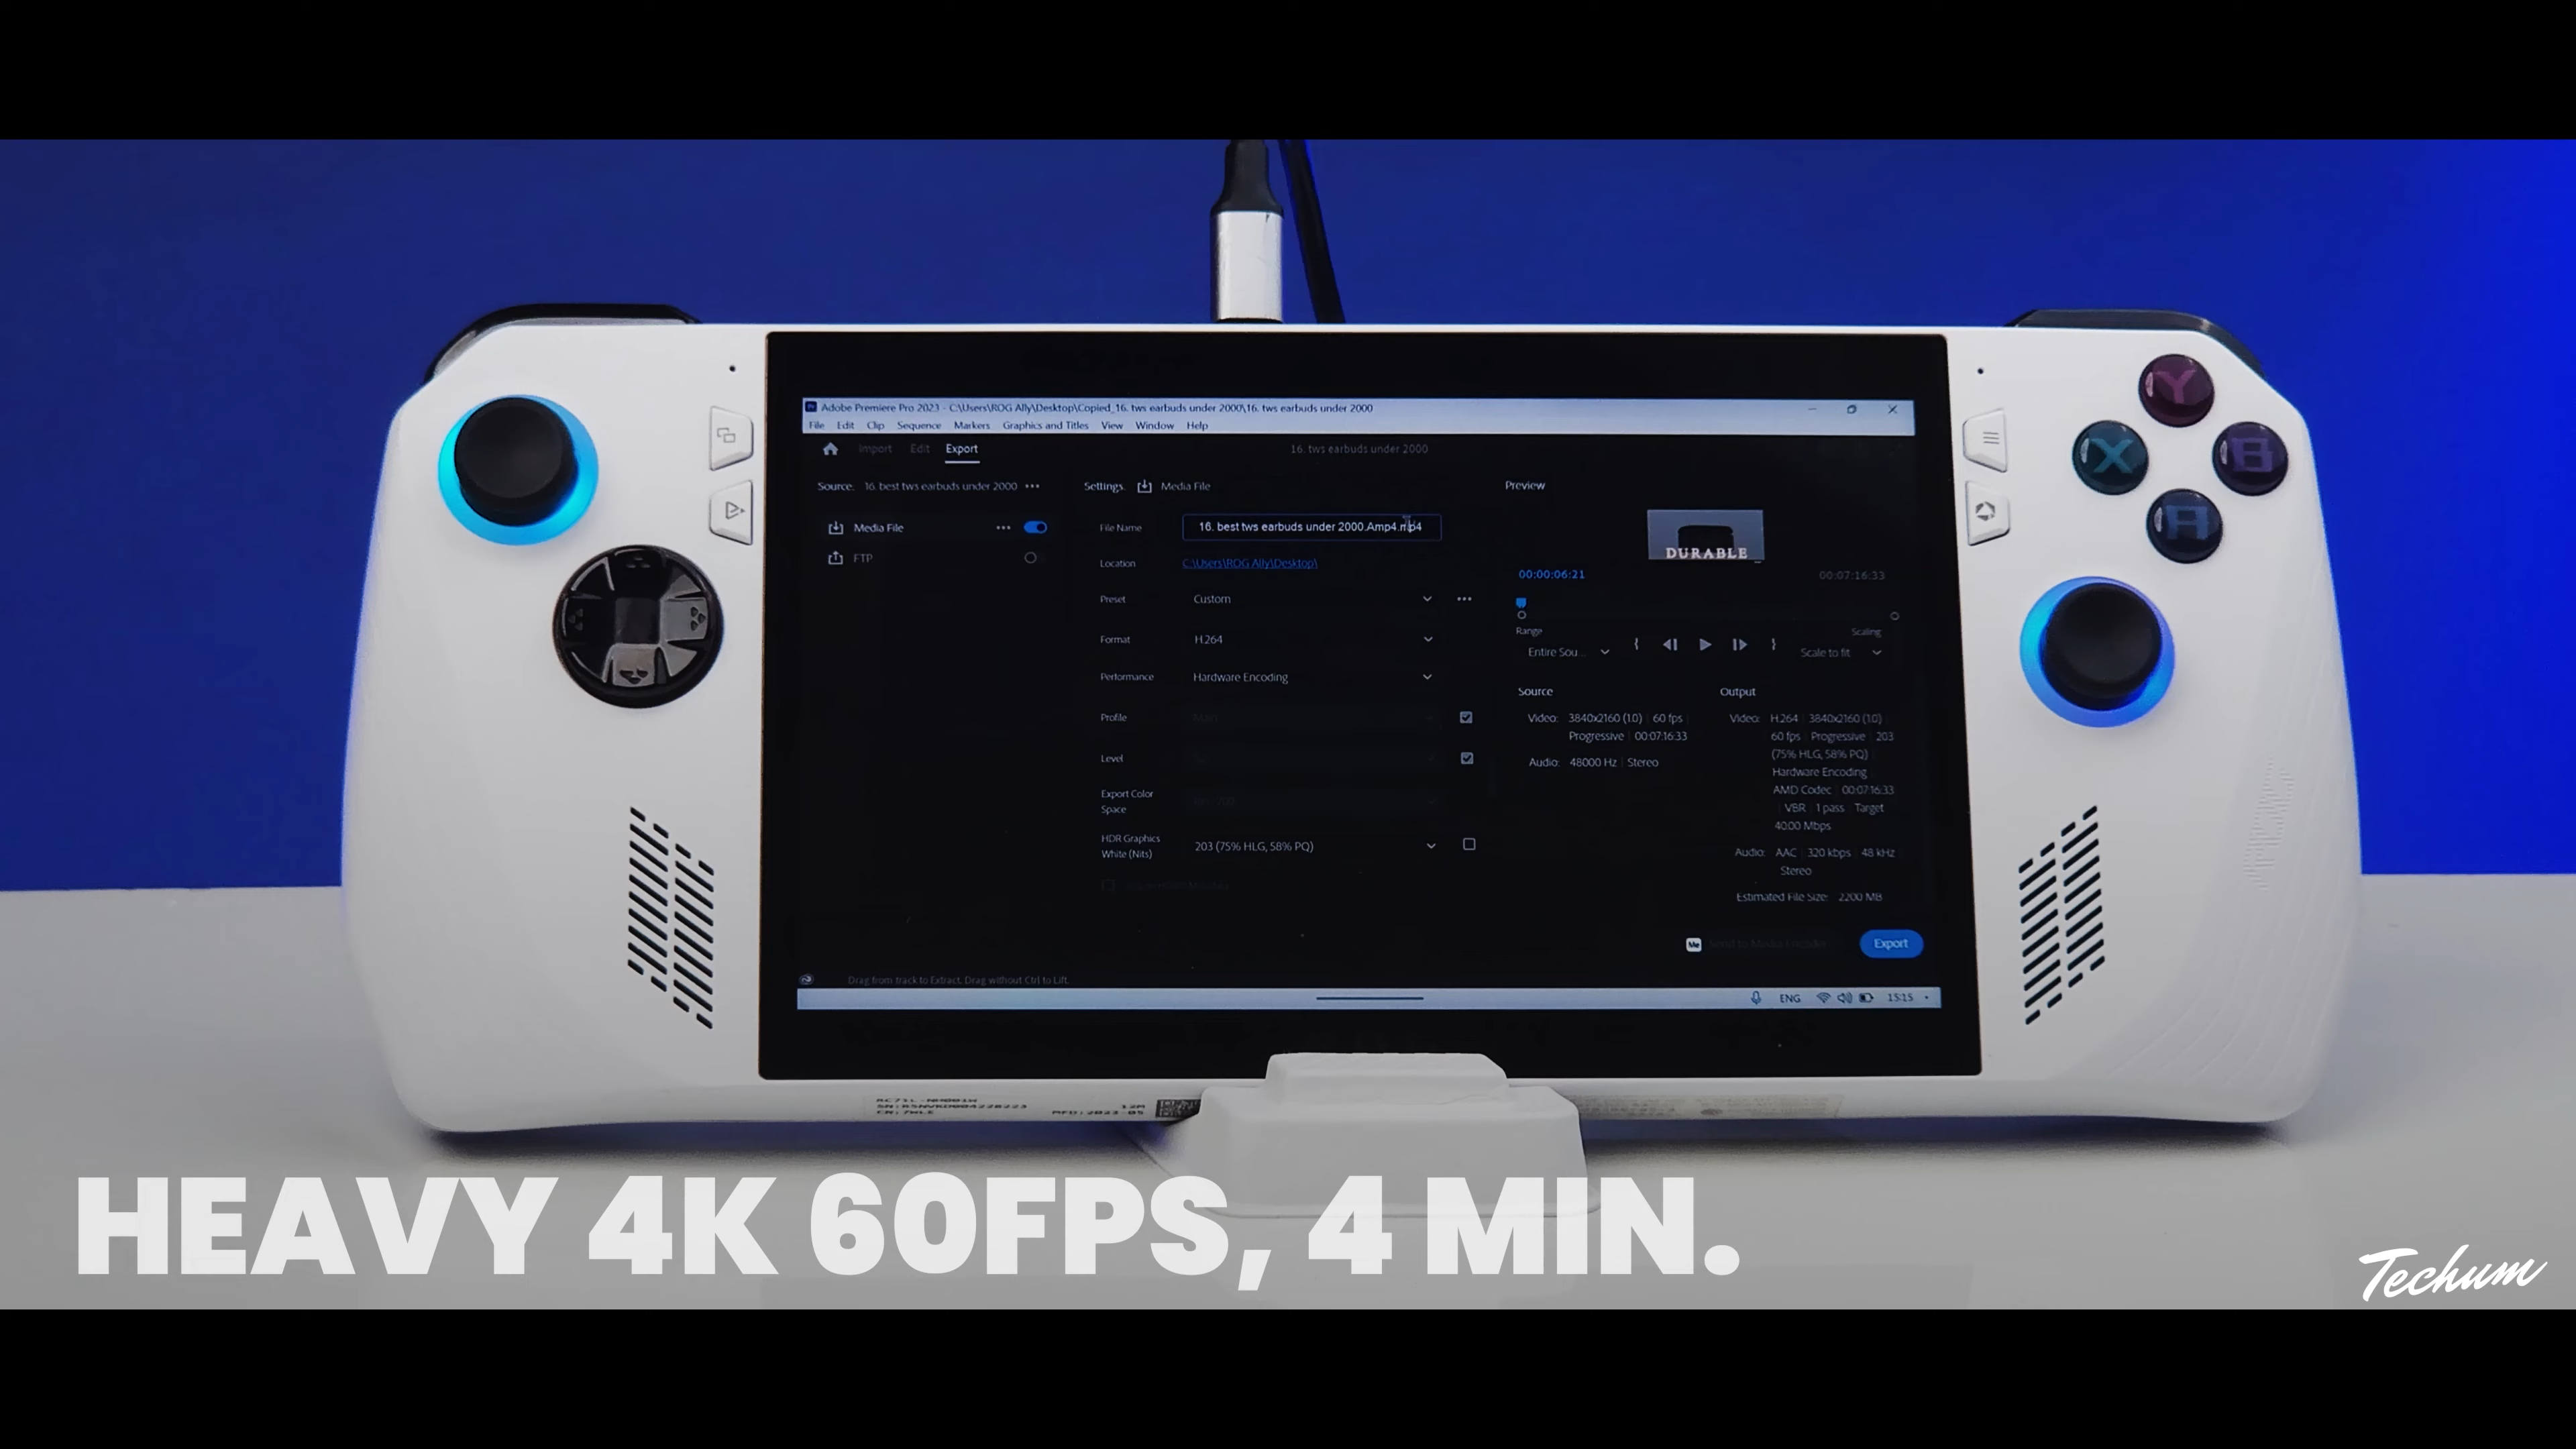 Adobe Premiere Pro 2023 - C:\Users\ROG Ally\Desktop\Copied_16. tws earbuds under 2000\16. tws earbuds under 2000
File Edit Clip Sequence Markers Graphics and Titles View Window Help
Import Edit Export
16. tws earbuds under 2000
Source: 16. best tws earbuds under 2000 •••
Media File •••
FTP
Settings: Media File
File Name 16. best tws earbuds under 2000.Amp4.mp4
Location C:\Users\ROG Ally\Desktop\
Preset Custom •••
Format H.264
Performance Hardware Encoding
Profile
Level
Export Color
Space
HDR Graphics
White (Nits) 203 (75% HLG, 58% PQ)
Preview
DURABLE
00:00:06:21 00:07:16:33
Range Scaling
Entire Sou... Scale to fit
Source
Video: 3840x2160 (1.0) | 60 fps |
Progressive | 00:07:16:33
Audio: 48000 Hz | Stereo
Output
Video: H.264 | 3840x2160 (1.0) |
60 fps | Progressive | 203
(75% HLG, 58% PQ) |
Hardware Encoding |
AMD Codec | 00:07:16:33
| VBR | 1 pass | Target
40.00 Mbps
Audio: AAC | 320 kbps | 48 kHz |
Stereo
Estimated File Size: 2200 MB
Send to Media Encoder Export
Drag from track to Extract. Drag without Ctrl to Lift.
ENG 15:15
Y
X B
A
HEAVY 4K 60FPS, 4 MIN.
Techum